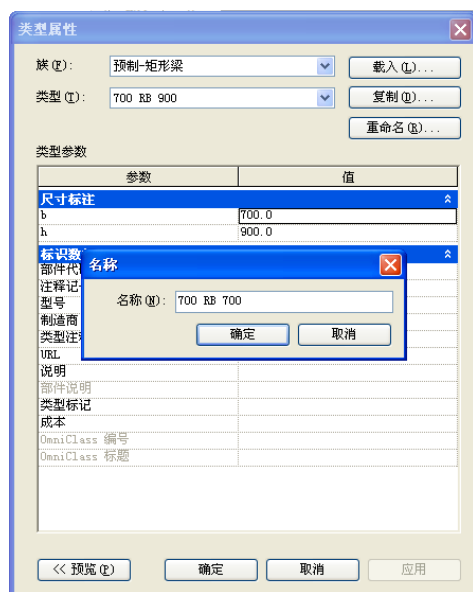 类型属性
族(F):
预制-矩形梁
载入(L)...
类型(T):
700 RB 900
复制(D)...
重命名(R)...
类型参数
参数 值
尺寸标注
b 700.0
h 900.0
标识数
部件代
注释记
型号
制造商
类型注
URL
说明
部件说明
类型标记
成本
OmniClass 编号
OmniClass 标题
名称
名称(N): 700 RB 700
确定 取消
<< 预览(P) 确定 取消 应用